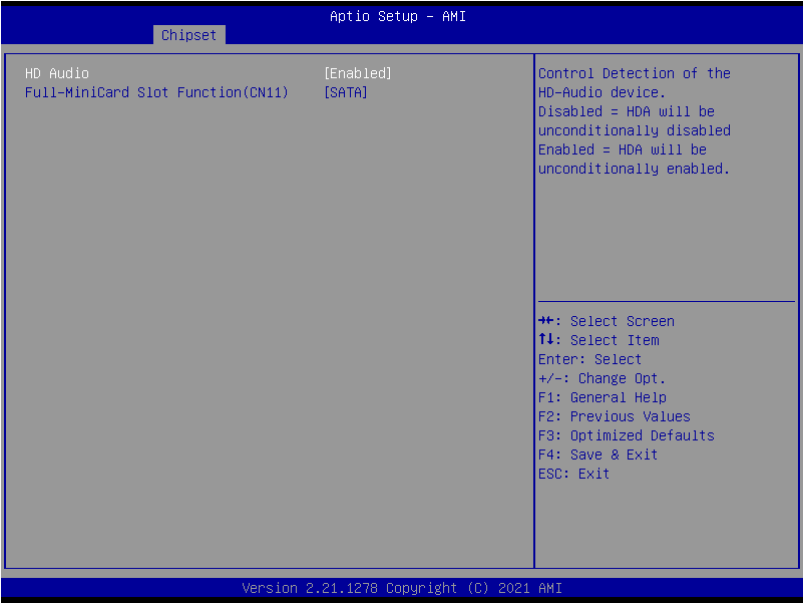 Aptio Setup – AMI
Chipset
HD Audio [Enabled]
Full-MiniCard Slot Function(CN11) [SATA]
Control Detection of the
HD-Audio device.
Disabled = HDA will be
unconditionally disabled
Enabled = HDA will be
unconditionally enabled.
→←: Select Screen
↑↓: Select Item
Enter: Select
+/-: Change Opt.
F1: General Help
F2: Previous Values
F3: Optimized Defaults
F4: Save & Exit
ESC: Exit
Version 2.21.1278 Copyright (C) 2021 AMI